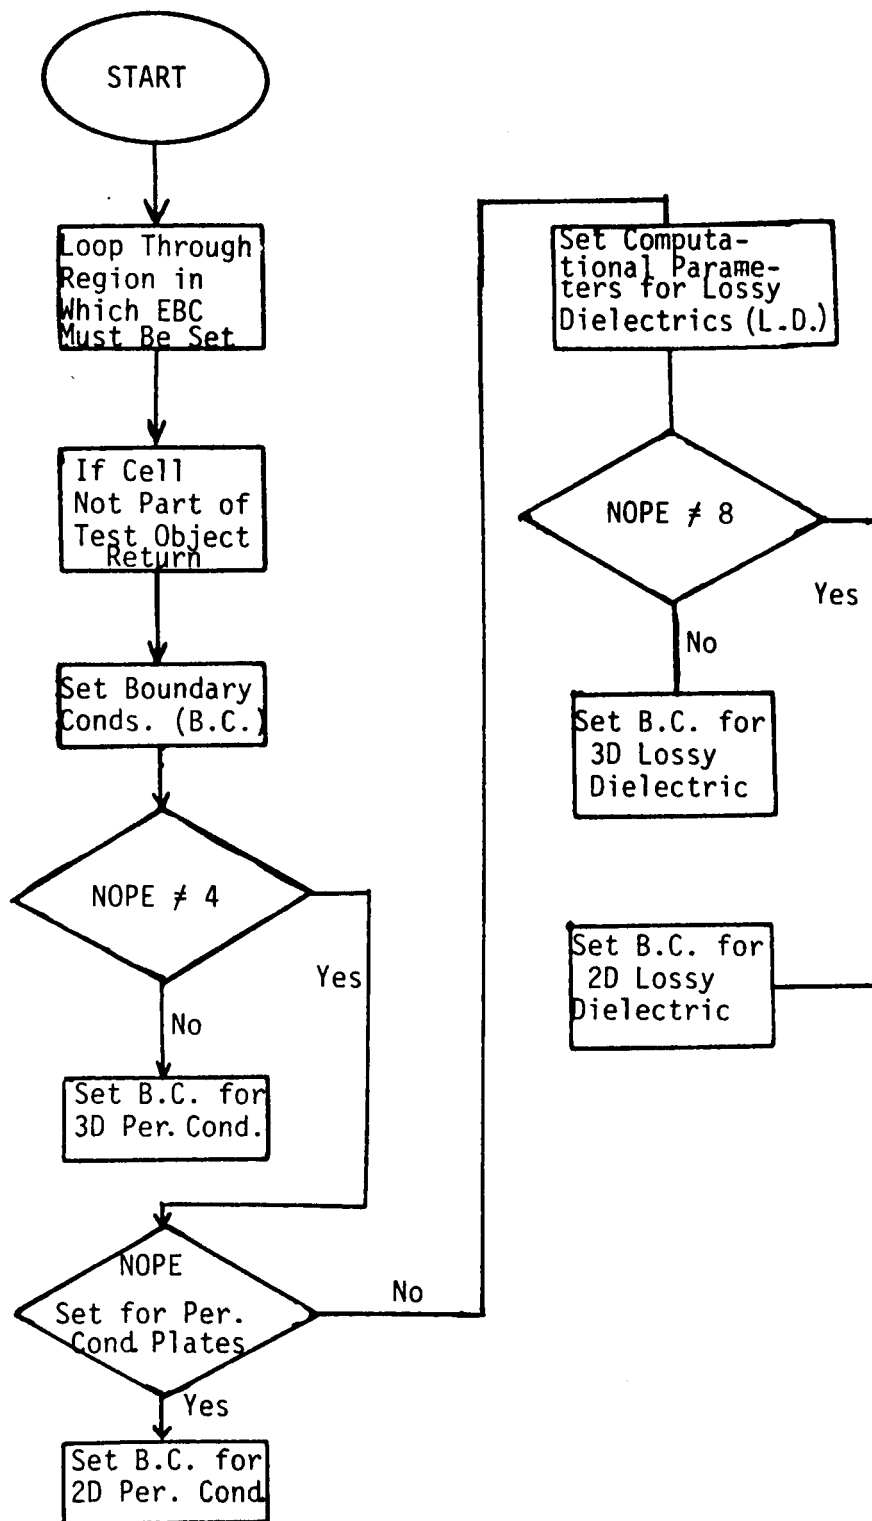 START
Loop Through
Region in
Which EBC
Must Be Set
If Cell
Not Part of
Test Object
Return
Set Boundary
Conds. (B.C.)
NOPE ≠ 4
Yes
No
Set B.C. for
3D Per. Cond.
NOPE
Set for Per.
Cond. Plates
No
Yes
Set B.C. for
2D Per. Cond.
Set Computa-
tional Parame-
ters for Lossy
Dielectrics (L.D.)
NOPE ≠ 8
Yes
No
Set B.C. for
3D Lossy
Dielectric
Set B.C. for
2D Lossy
Dielectric